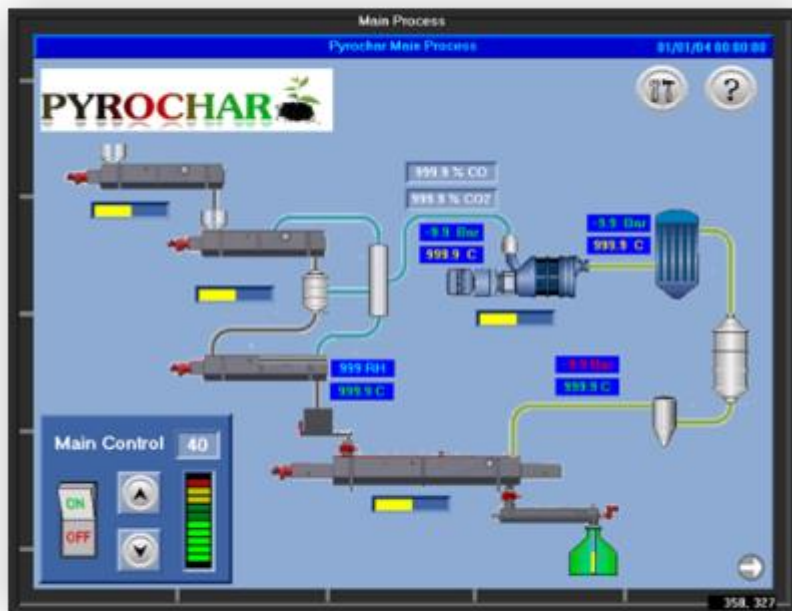 Main Process
Pyrochar Main Process
01/01/04 00:00:00
PYROCHAR
?
999.9 % CO
999.9 % CO2
-9.9 Bar
999.9 C
-9.9 Bar
999.9 C
999 RH
999.9 C
-9.9 Bar
999.9 C
Main Control 40
ON
OFF
358, 327